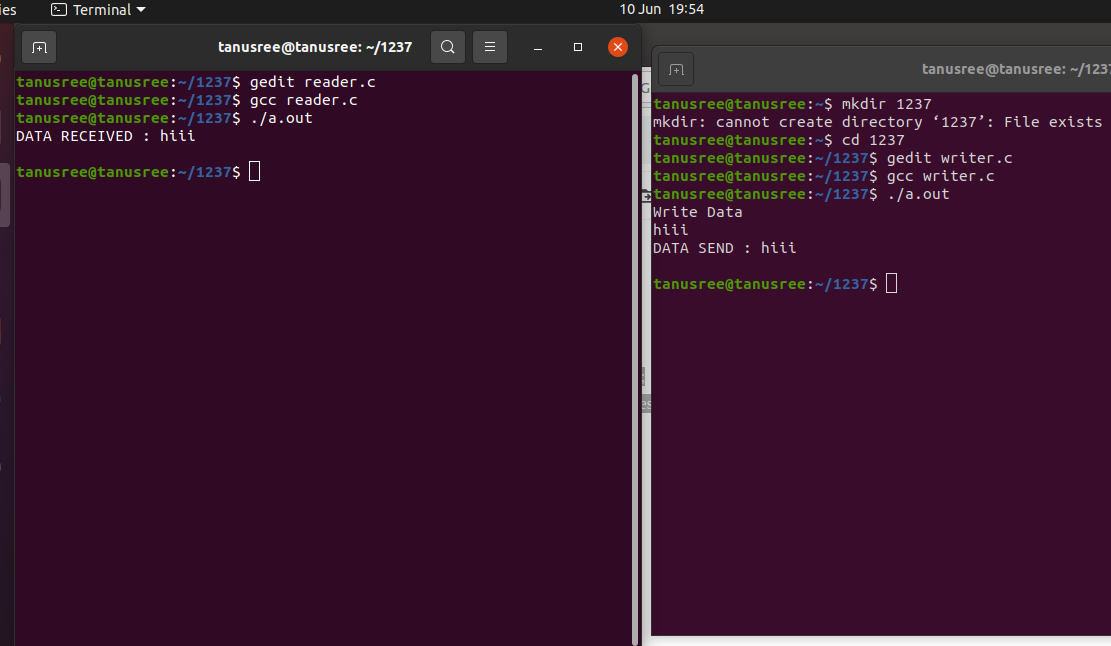 ies Terminal 10 Jun 19:54
tanusree@tanusree: ~/1237
tanusree@tanusree:~/1237$ gedit reader.c
tanusree@tanusree:~/1237$ gcc reader.c
tanusree@tanusree:~/1237$ ./a.out
DATA RECEIVED : hiii
tanusree@tanusree:~/1237$
tanusree@tanusree: ~/1237
tanusree@tanusree:~$ mkdir 1237
mkdir: cannot create directory ‘1237’: File exists
tanusree@tanusree:~$ cd 1237
tanusree@tanusree:~/1237$ gedit writer.c
tanusree@tanusree:~/1237$ gcc writer.c
tanusree@tanusree:~/1237$ ./a.out
Write Data
hiii
DATA SEND : hiii
tanusree@tanusree:~/1237$